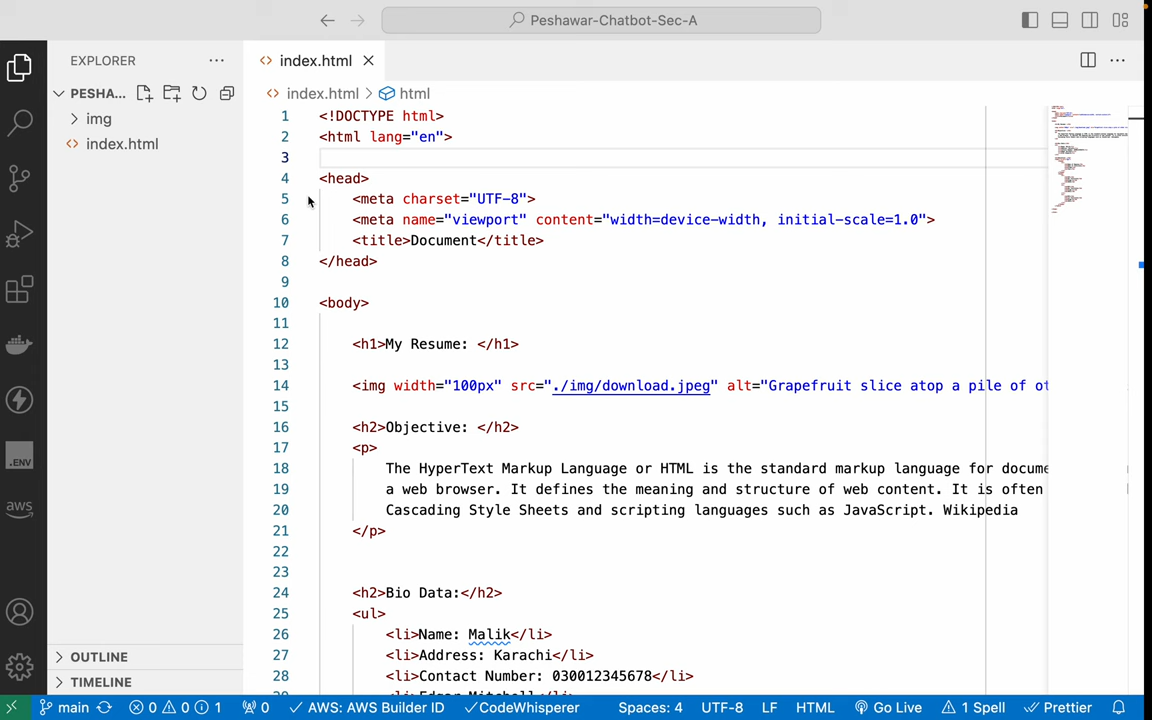 Peshawar-Chatbot-Sec-A
EXPLORER
index.html
PESHA...
index.html
html
img
index.html
1 <!DOCTYPE html>
2 <html lang="en">
3
4 <head>
5 <meta charset="UTF-8">
6 <meta name="viewport" content="width=device-width, initial-scale=1.0">
7 <title>Document</title>
8 </head>
9
10 <body>
11
12 <h1>My Resume: </h1>
13
14 <img width="100px" src="./img/download.jpeg" alt="Grapefruit slice atop a pile of ot
15
16 <h2>Objective: </h2>
17 <p>
18 The HyperText Markup Language or HTML is the standard markup language for docume
19 a web browser. It defines the meaning and structure of web content. It is often
20 Cascading Style Sheets and scripting languages such as JavaScript. Wikipedia
21 </p>
22
23
24 <h2>Bio Data:</h2>
25 <ul>
26 <li>Name: Malik</li>
27 <li>Address: Karachi</li>
28 <li>Contact Number: 030012345678</li>
29 <li>Edgar Mitchell</li>
OUTLINE
TIMELINE
.ENV
aws
main
0 0 1
0
AWS: AWS Builder ID
CodeWhisperer
Spaces: 4
UTF-8
LF
HTML
Go Live
1 Spell
Prettier